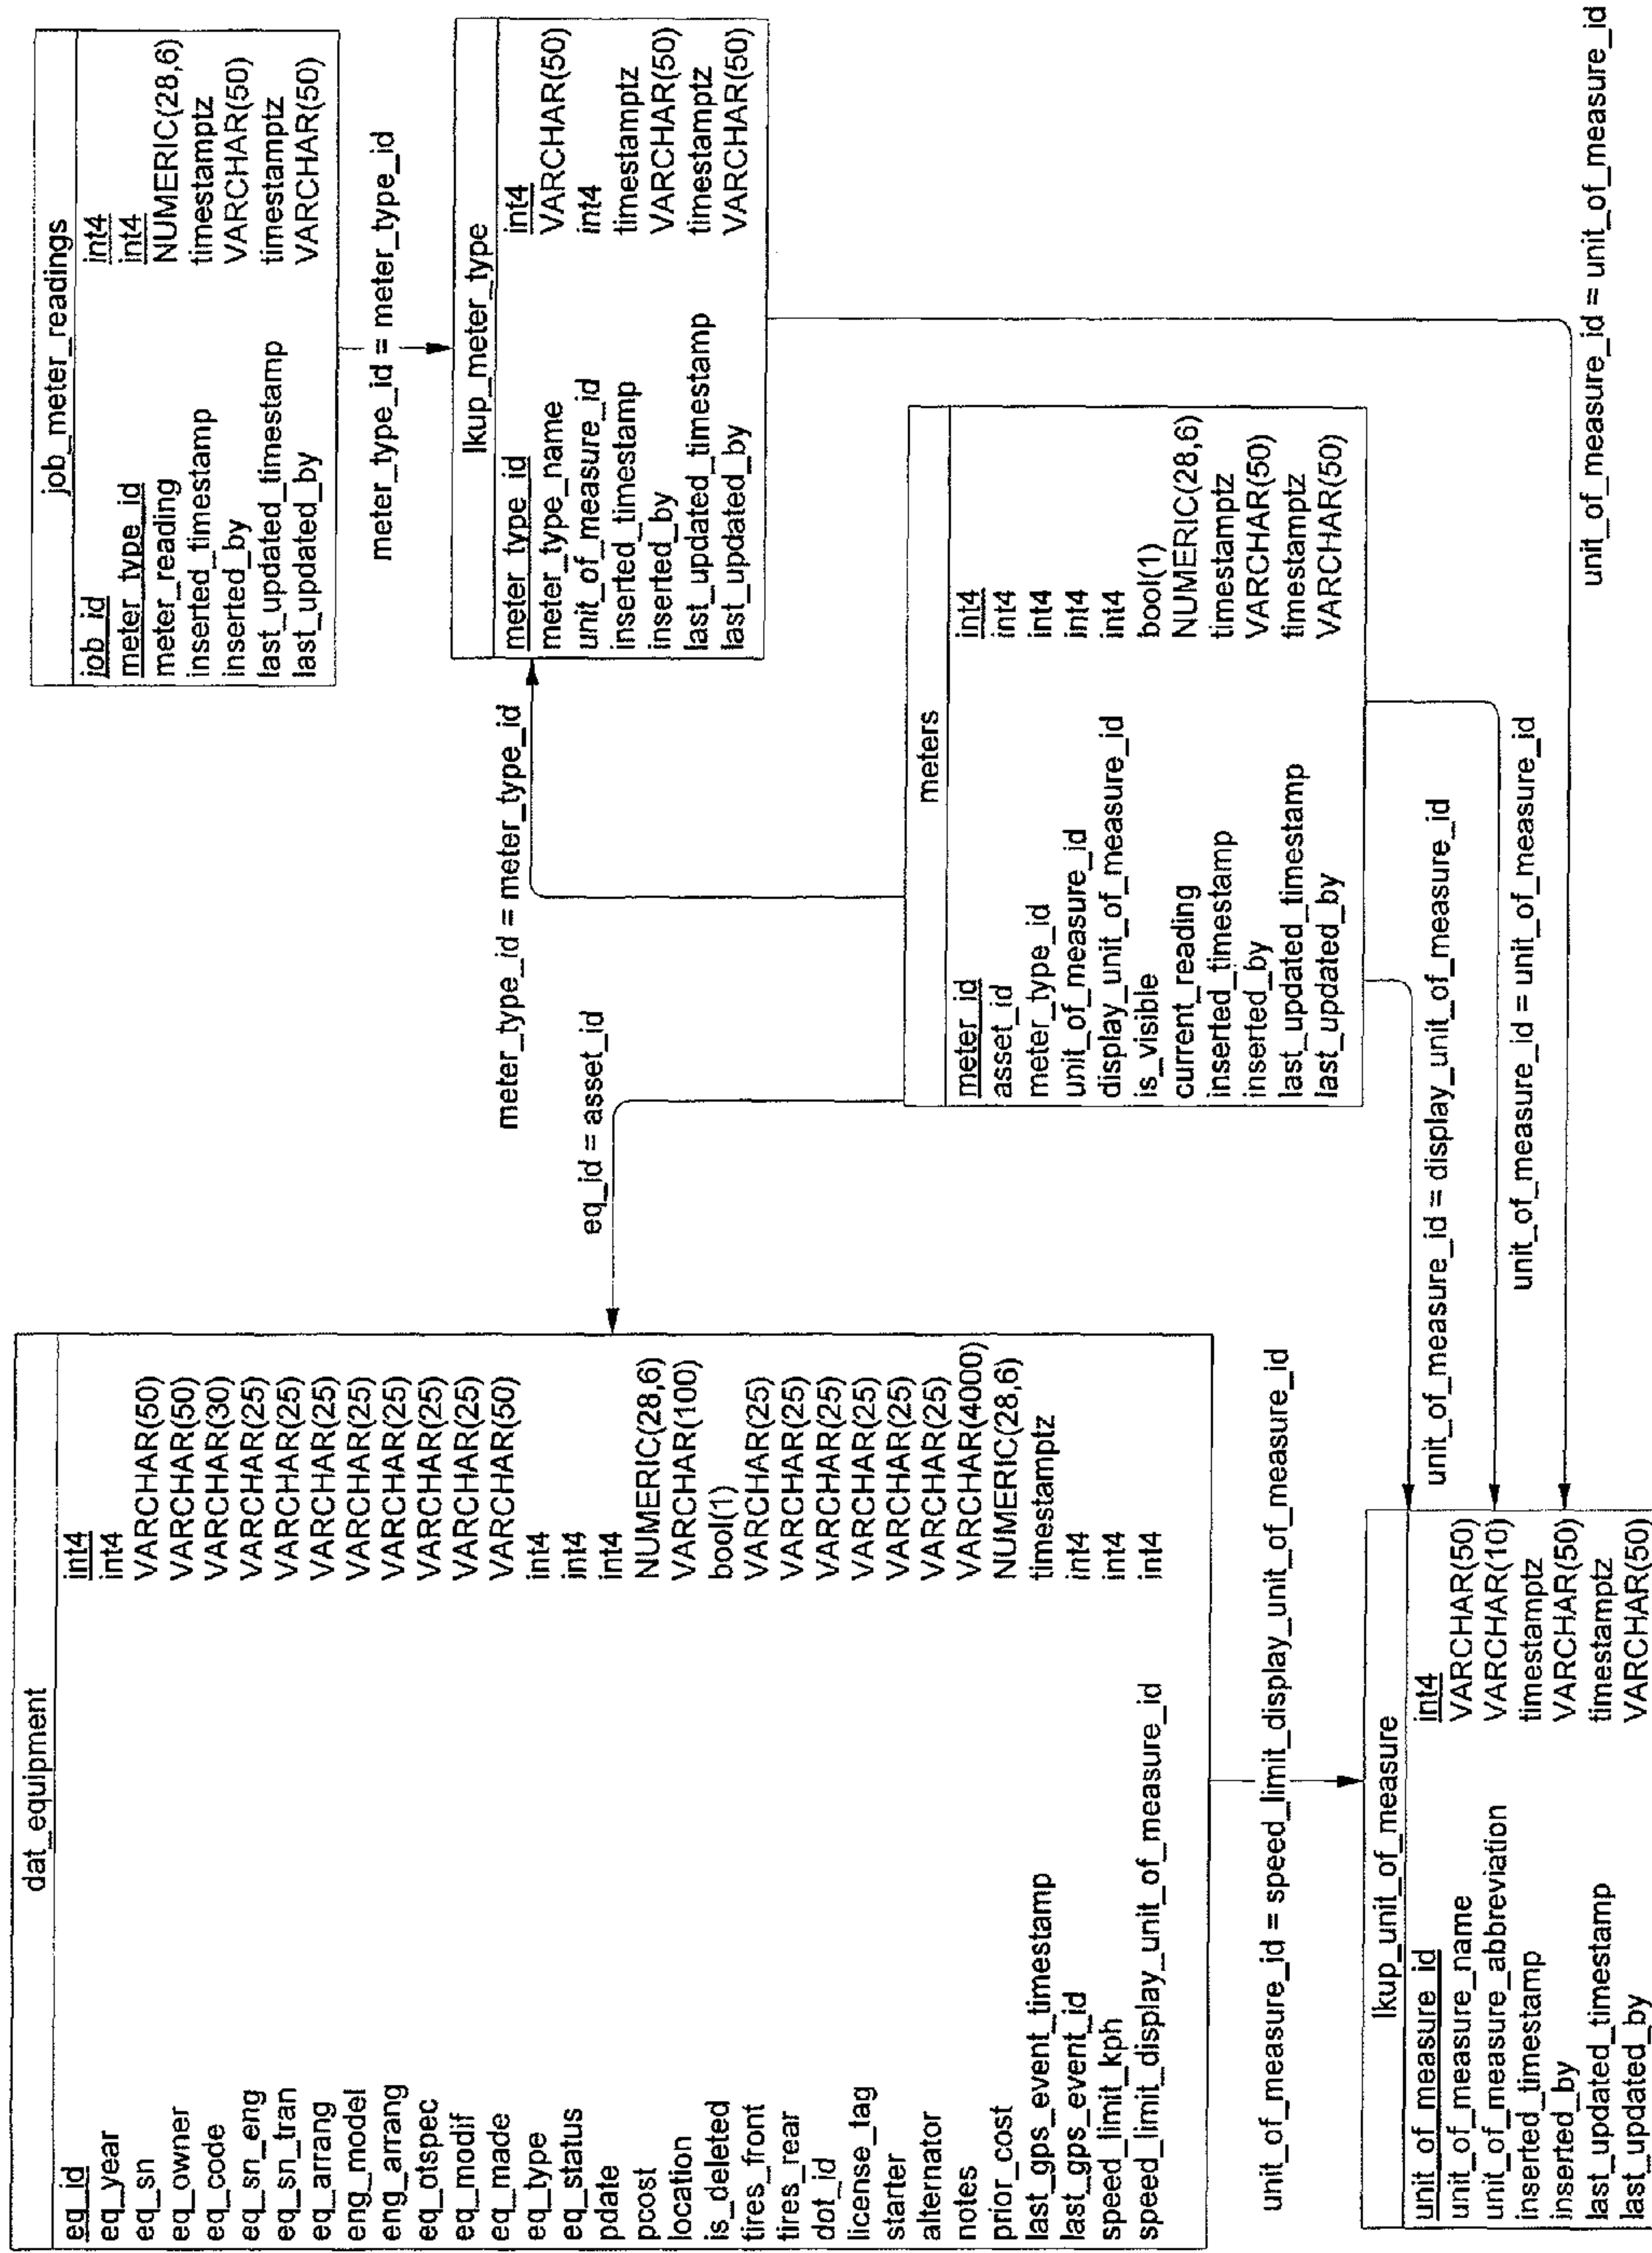 dat_equipment
eq_id int4
eq_year int4
eq_sn VARCHAR(50)
eq_owner VARCHAR(50)
eq_code VARCHAR(30)
eq_sn_eng VARCHAR(25)
eq_sn_tran VARCHAR(25)
eq_arrang VARCHAR(25)
eng_model VARCHAR(25)
eng_arrang VARCHAR(25)
eq_otspec VARCHAR(25)
eq_modif VARCHAR(25)
eq_made VARCHAR(50)
eq_type int4
eq_status int4
pdate int4
pcost NUMERIC(28,6)
location VARCHAR(100)
is_deleted bool(1)
tires_front VARCHAR(25)
tires_rear VARCHAR(25)
dot_id VARCHAR(25)
license_tag VARCHAR(25)
starter VARCHAR(25)
alternator VARCHAR(25)
notes VARCHAR(4000)
prior_cost NUMERIC(28,6)
last_gps_event_timestamp timestamptz
last_gps_event_id int4
speed_limit_kph int4
speed_limit_display_unit_of_measure_id int4
unit_of_measure_id = speed_limit_display_unit_of_measure_id
lkup_unit_of_measure
unit_of_measure_id int4
unit_of_measure_name VARCHAR(50)
unit_of_measure_abbreviation VARCHAR(10)
inserted_timestamp timestamptz
inserted_by VARCHAR(50)
last_updated_timestamp timestamptz
last_updated_by VARCHAR(50)
job_meter_readings
job_id int4
meter_type_id int4
meter_reading NUMERIC(28,6)
inserted_timestamp timestamptz
inserted_by VARCHAR(50)
last_updated_timestamp timestamptz
last_updated_by VARCHAR(50)
meter_type_id = meter_type_id
lkup_meter_type
meter_type_id int4
meter_type_name VARCHAR(50)
unit_of_measure_id int4
inserted_timestamp timestamptz
inserted_by VARCHAR(50)
last_updated_timestamp timestamptz
last_updated_by VARCHAR(50)
meter_type_id = meter_type_id
eq_id = asset_id
meters
meter_id int4
asset_id int4
meter_type_id int4
unit_of_measure_id int4
display_unit_of_measure_id int4
is_visible bool(1)
current_reading NUMERIC(28,6)
inserted_timestamp timestamptz
inserted_by VARCHAR(50)
last_updated_timestamp timestamptz
last_updated_by VARCHAR(50)
unit_of_measure_id = display_unit_of_measure_id
unit_of_measure_id = unit_of_measure_id
unit_of_measure_id = unit_of_measure_id